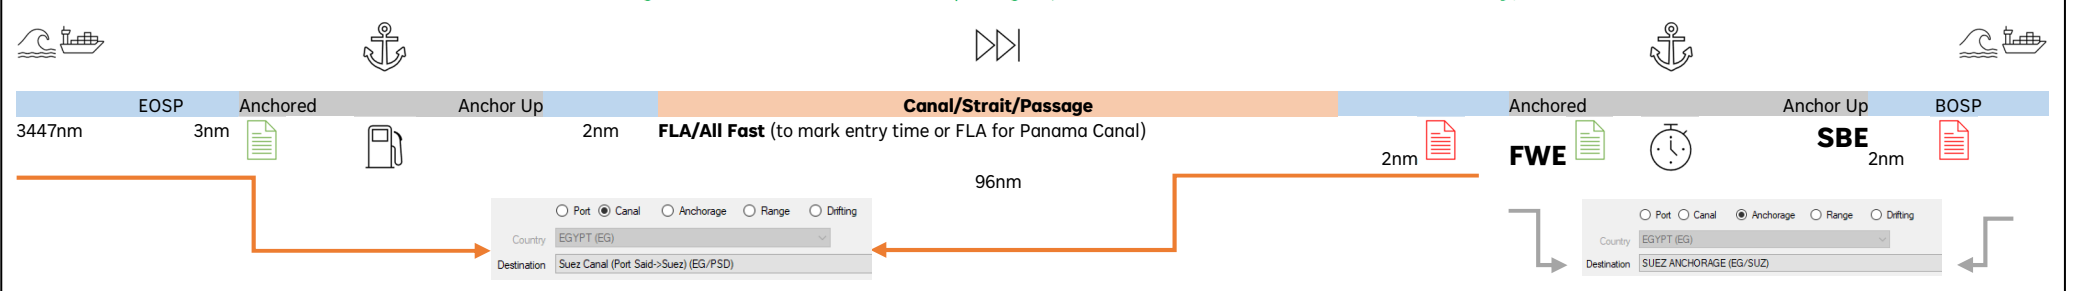 EOSP Anchored Anchor Up Canal/Strait/Passage Anchored Anchor Up BOSP
3447nm 3nm 2nm FLA/All Fast (to mark entry time or FLA for Panama Canal) SBE
2nm FWE 2nm
96nm
Port Canal Anchorage Range Drifting
Country EGYPT (EG)
Destination Suez Canal (Port Said->Suez) (EG/PSD)
Port Canal Anchorage Range Drifting
Country EGYPT (EG)
Destination SUEZ ANCHORAGE (EG/SUZ)